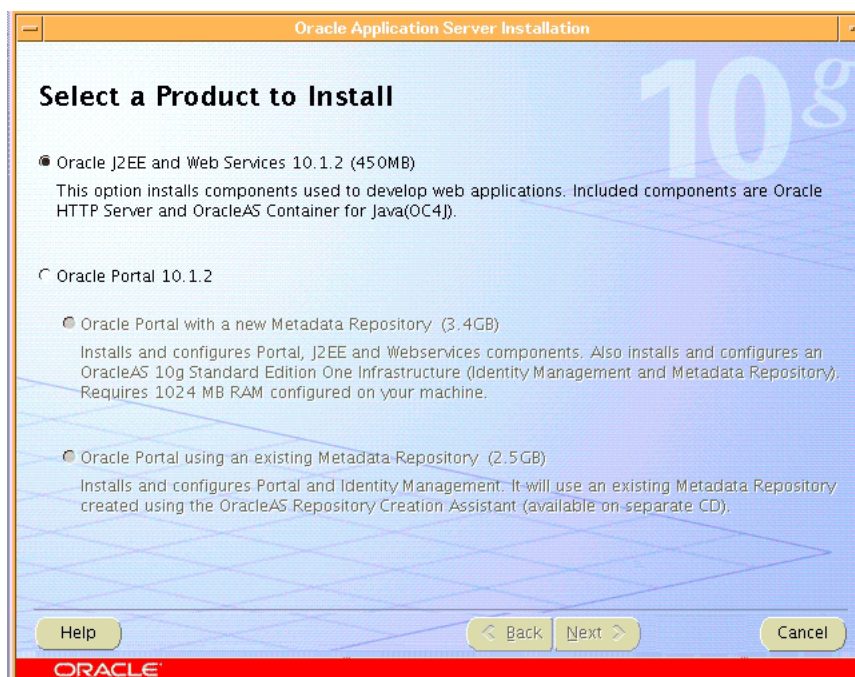 Oracle Application Server Installation
10g
Select a Product to Install
Oracle J2EE and Web Services 10.1.2 (450MB)
This option installs components used to develop web applications. Included components are Oracle
HTTP Server and OracleAS Container for Java(OC4J).
Oracle Portal 10.1.2
Oracle Portal with a new Metadata Repository (3.4GB)
Installs and configures Portal, J2EE and Webservices components. Also installs and configures an
OracleAS 10g Standard Edition One Infrastructure (Identity Management and Metadata Repository).
Requires 1024 MB RAM configured on your machine.
Oracle Portal using an existing Metadata Repository (2.5GB)
Installs and configures Portal and Identity Management. It will use an existing Metadata Repository
created using the OracleAS Repository Creation Assistant (available on separate CD).
Help Back Next Cancel
ORACLE